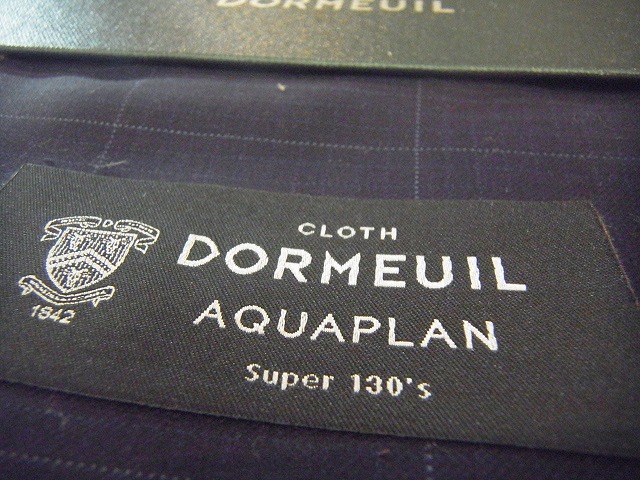 DORMEUIL
CLOTH
DORMEUIL
AQUAPLAN
Super 130's
1842